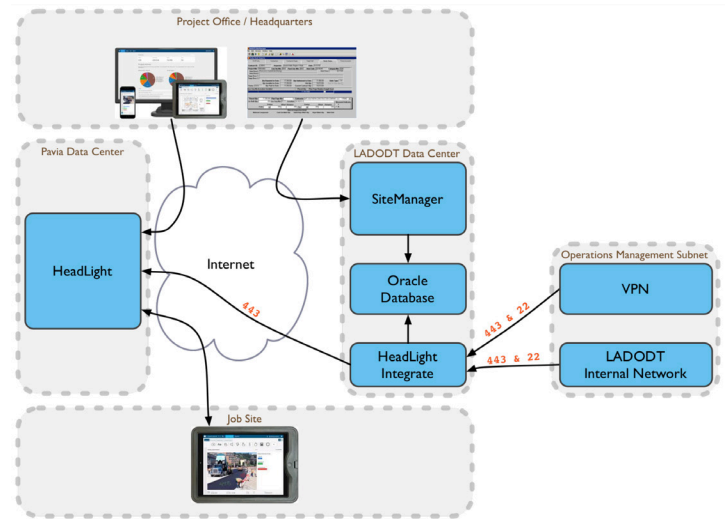 Project Office / Headquarters
Pavia Data Center
LADODT Data Center
SiteManager
HeadLight
Internet
Operations Management Subnet
Oracle
Database
VPN
443
443 & 22
HeadLight
Integrate
443 & 22
LADODT
Internal Network
Job Site